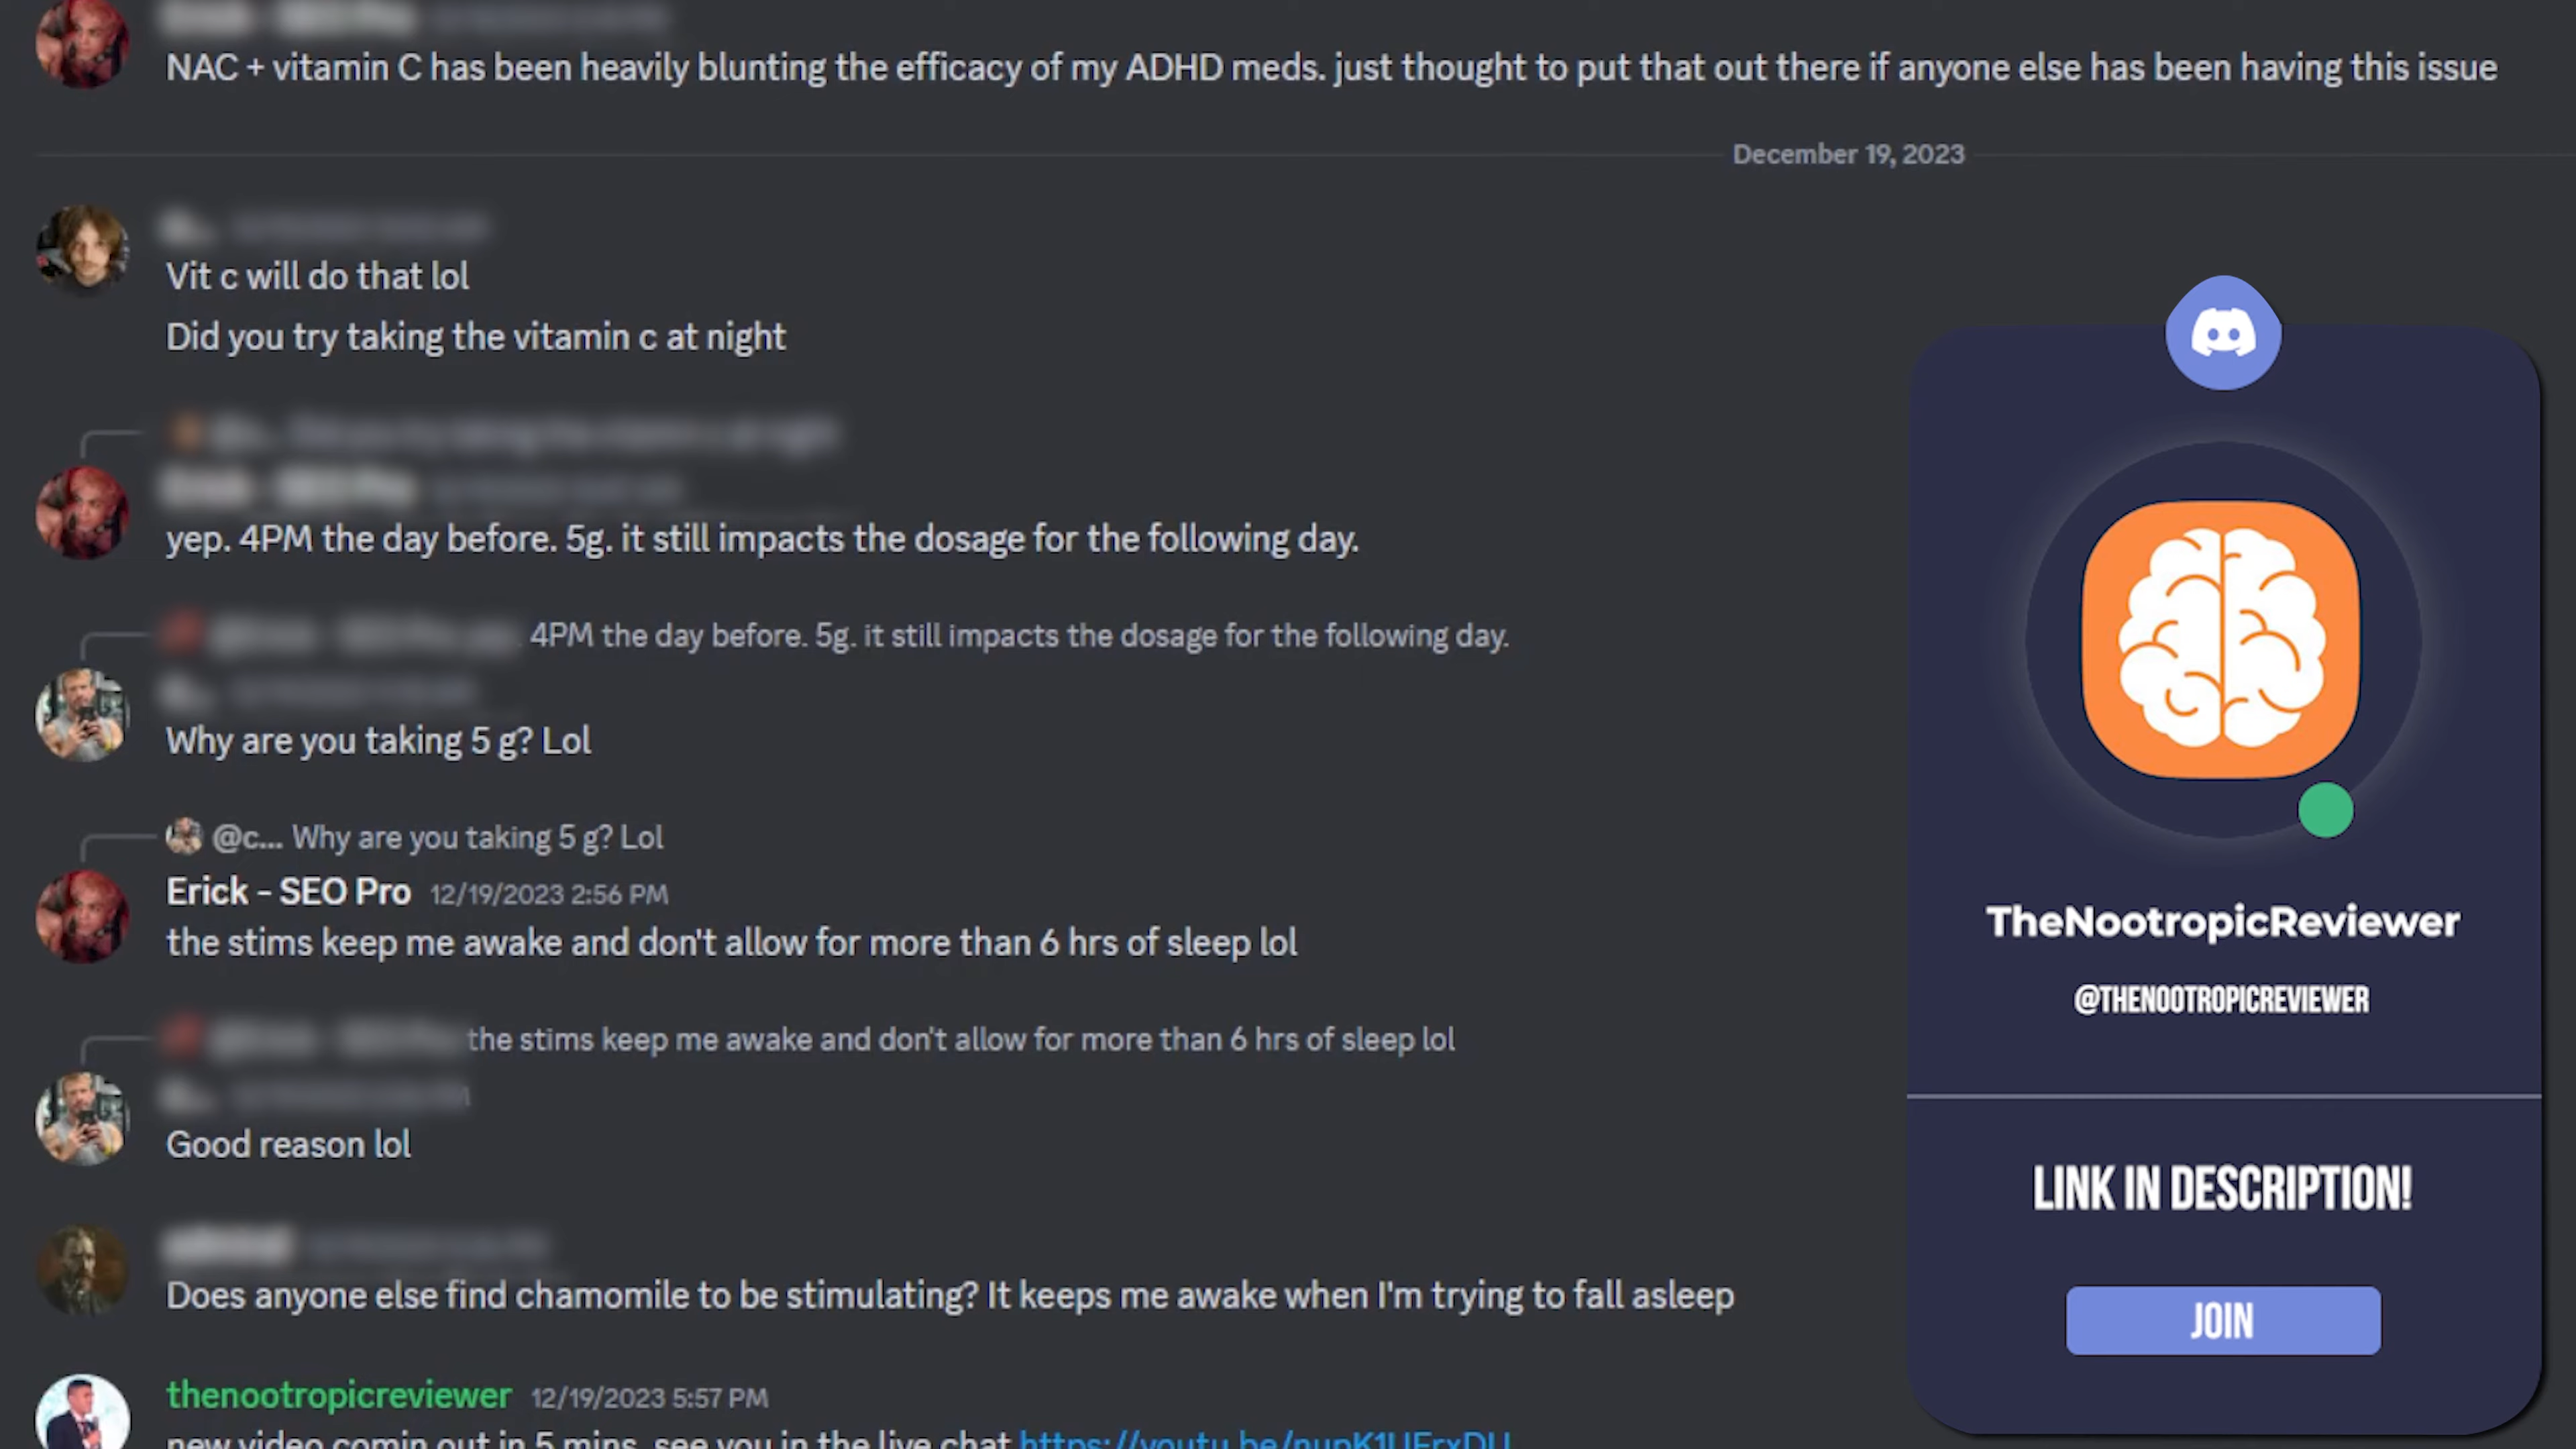 NAC + vitamin C has been heavily blunting the efficacy of my ADHD meds. just thought to put that out there if anyone else has been having this issue
December 19, 2023
Vit c will do that lol
Did you try taking the vitamin c at night
yep. 4PM the day before. 5g. it still impacts the dosage for the following day.
4PM the day before. 5g. it still impacts the dosage for the following day.
Why are you taking 5 g? Lol
@c... Why are you taking 5 g? Lol
Erick - SEO Pro 12/19/2023 2:56 PM
the stims keep me awake and don't allow for more than 6 hrs of sleep lol
the stims keep me awake and don't allow for more than 6 hrs of sleep lol
Good reason lol
Does anyone else find chamomile to be stimulating? It keeps me awake when I'm trying to fall asleep
thenootropicreviewer 12/19/2023 5:57 PM
new video comin out in 5 mins. see you in the live chat
TheNootropicReviewer
@THENOOTROPICREVIEWER
LINK IN DESCRIPTION!
JOIN